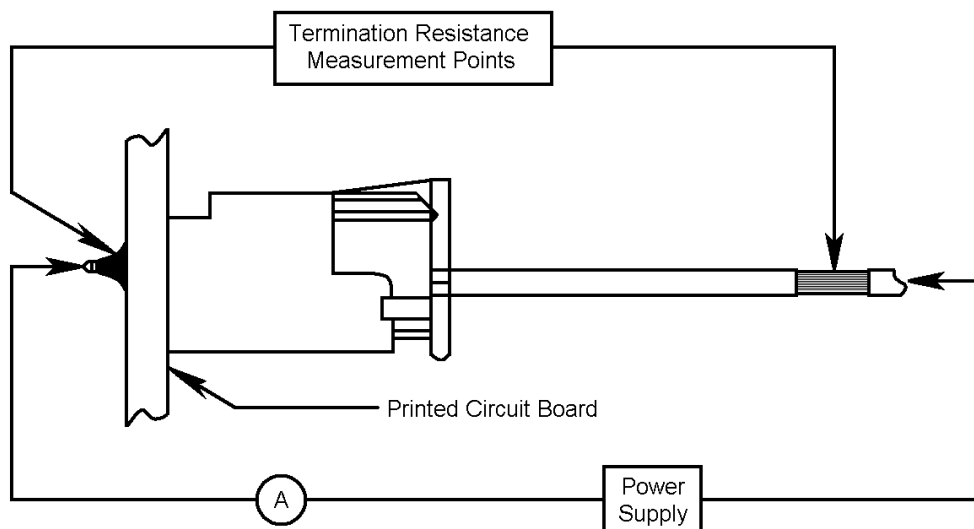 Termination Resistance
Measurement Points
Printed Circuit Board
A
Power
Supply